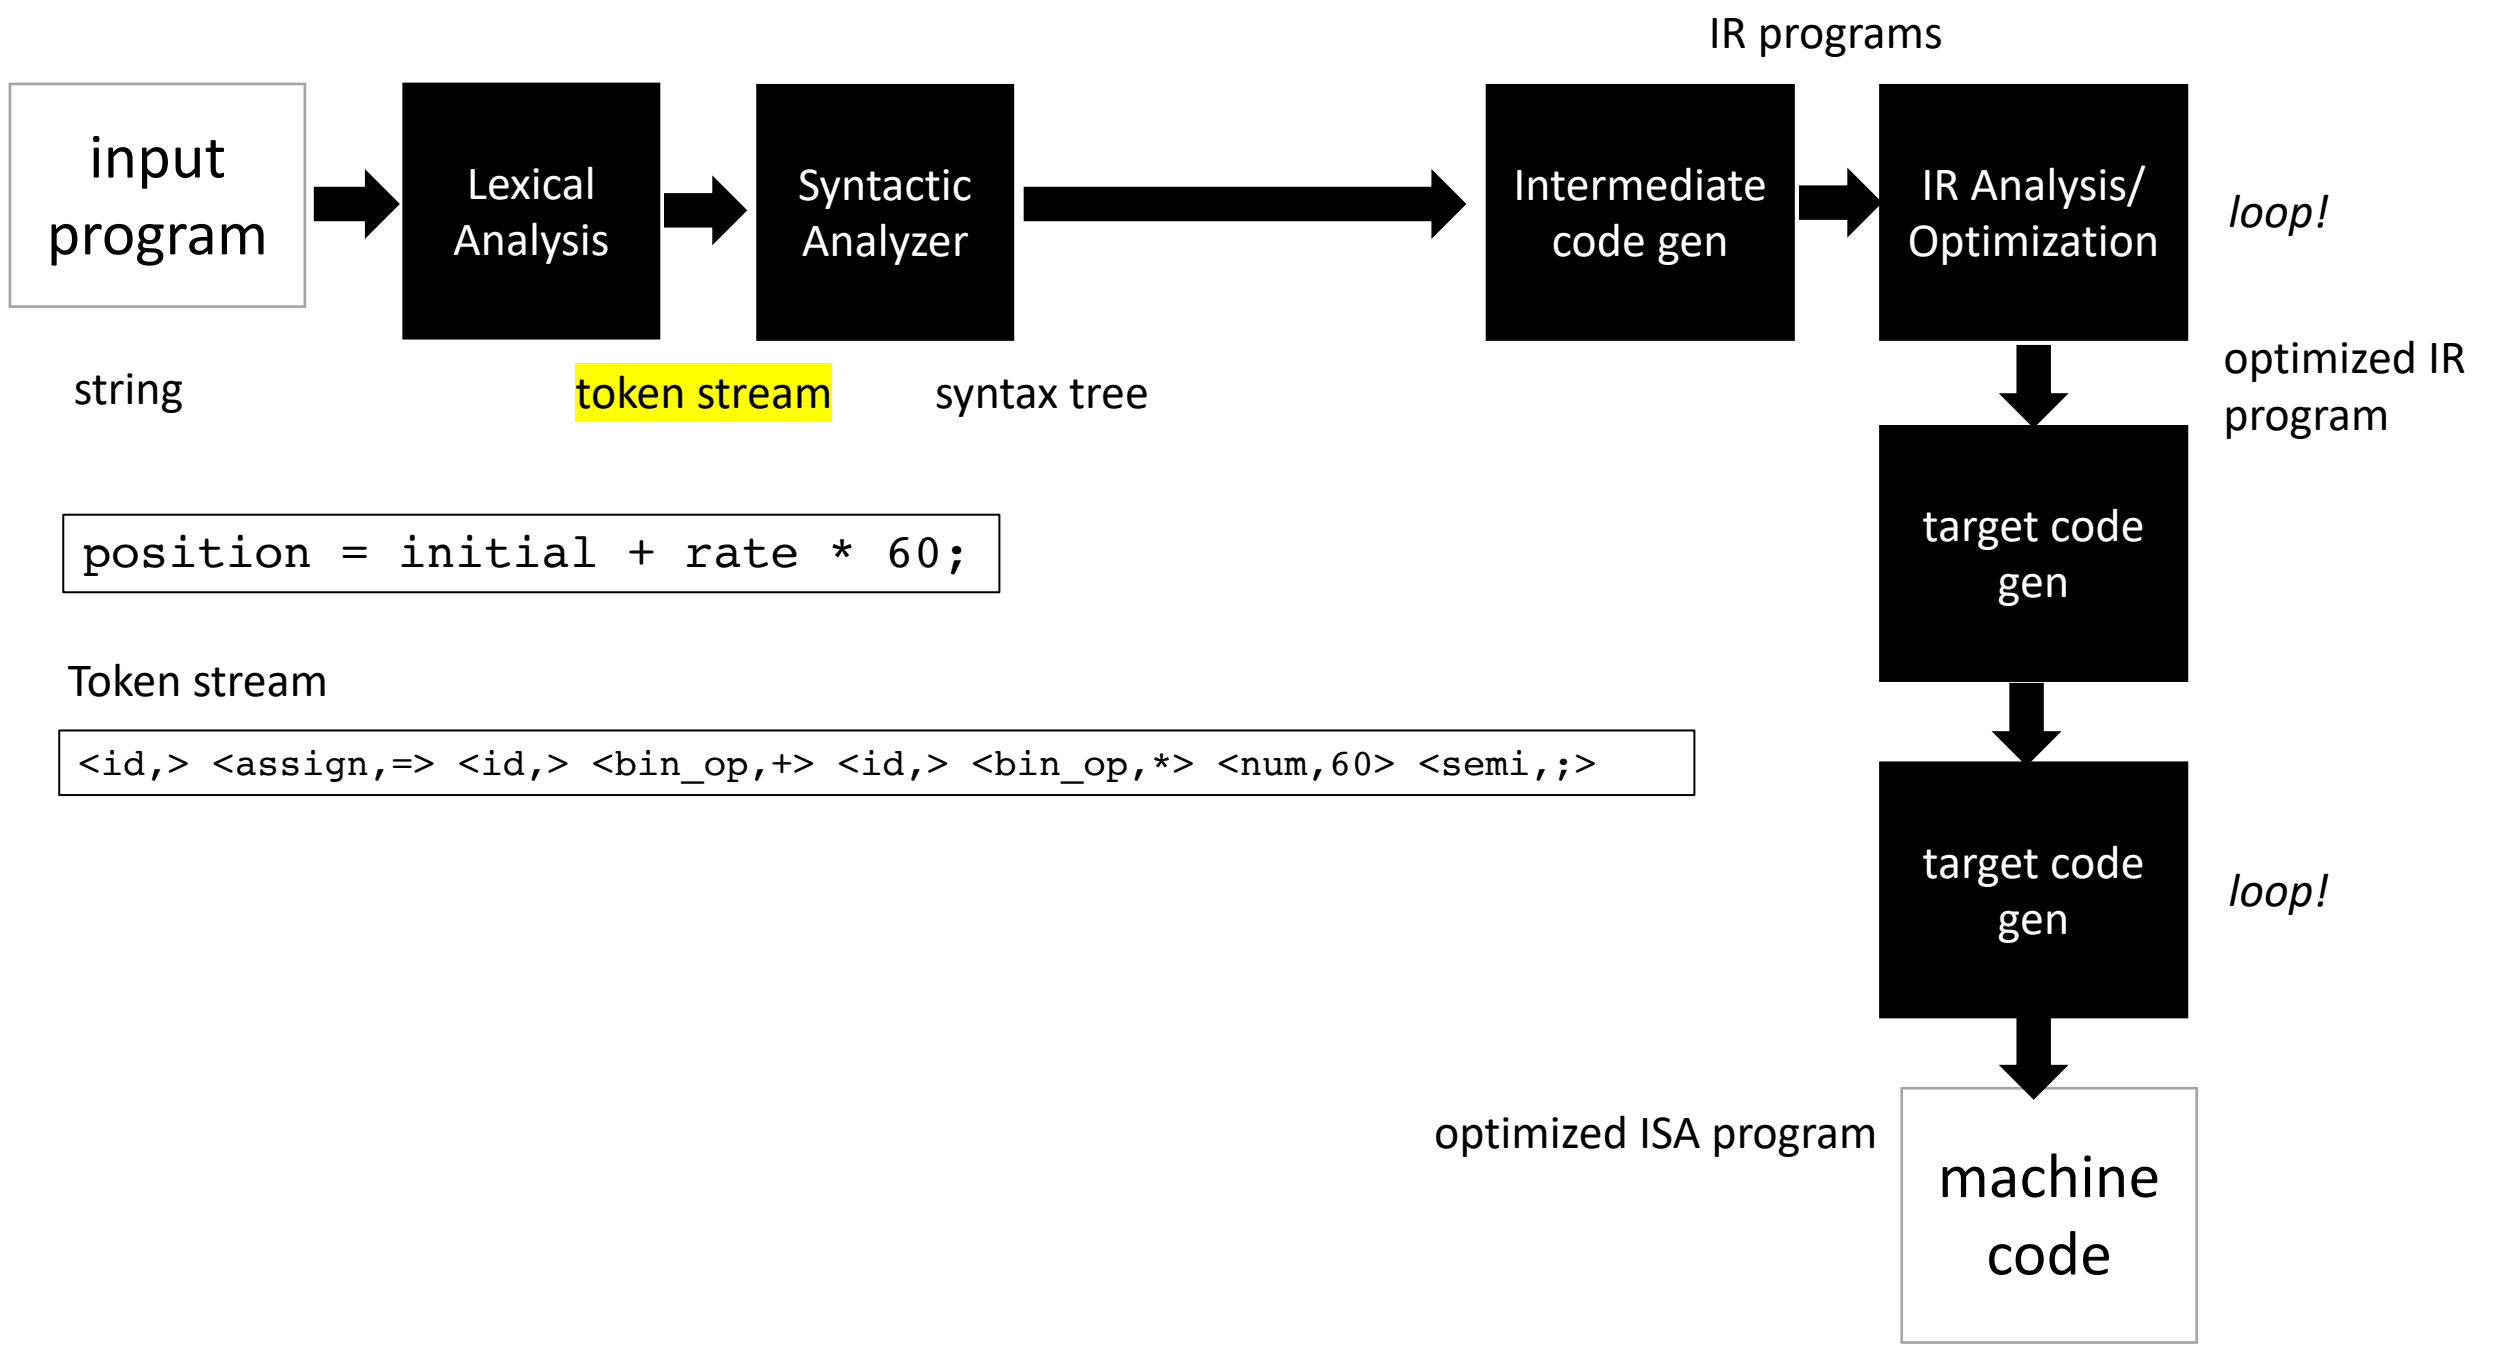 IR programs
input
program
Lexical
Analysis
Syntactic
Analyzer
Intermediate
code gen
IR Analysis/
Optimization
loop!
string
token stream
syntax tree
optimized IR
program
target code
gen
position = initial + rate * 60;
Token stream
<id,> <assign,=> <id,> <bin_op,+> <id,> <bin_op,*> <num,60> <semi,;>
target code
gen
loop!
optimized ISA program
machine
code